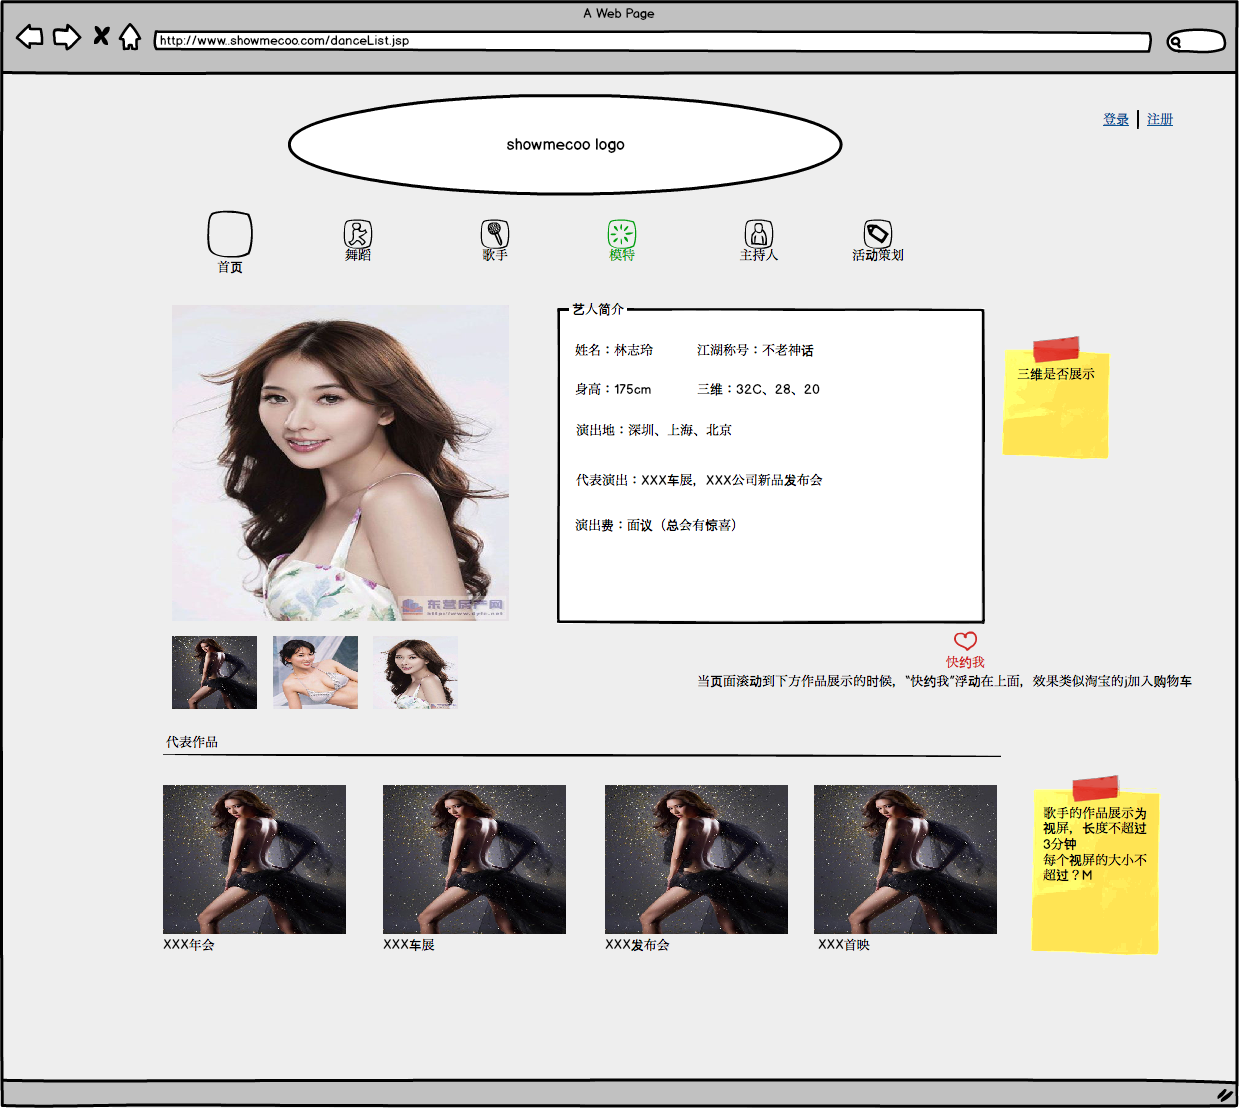 A Web Page
http://www.showmecoo.com/danceList.jsp
登录 | 注册
showmecoo logo
首页
舞蹈
歌手
模特
主持人
活动策划
艺人简介
姓名：林志玲 江湖称号：不老神话
身高：175cm 三维：32C、28、20
演出地：深圳、上海、北京
代表演出：XXX车展，XXX公司新品发布会
演出费：面议（总会有惊喜）
三维是否展示
东营房产网
快约我
当页面滚动到下方作品展示的时候，“快约我”浮动在上面，效果类似淘宝的j加入购物车
代表作品
XXX年会
XXX车展
XXX发布会
XXX首映
歌手的作品展示为
视屏，长度不超过
3分钟
每个视屏的大小不
超过？M